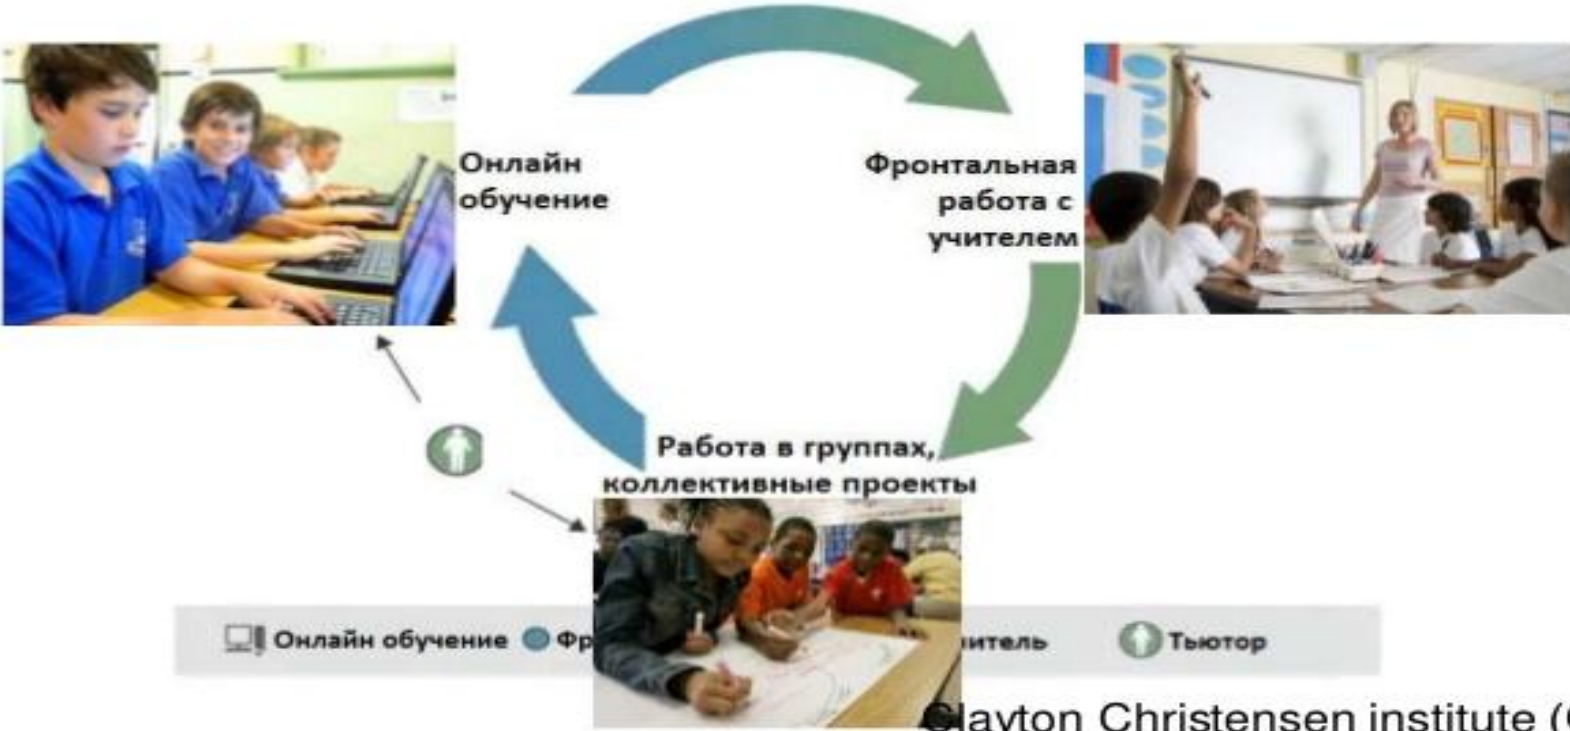 Онлайн
обучение
Фронтальная
работа с
учителем
Работа в группах,
коллективные проекты
Онлайн обучение
Тьютор
Clayton Christensen institute (